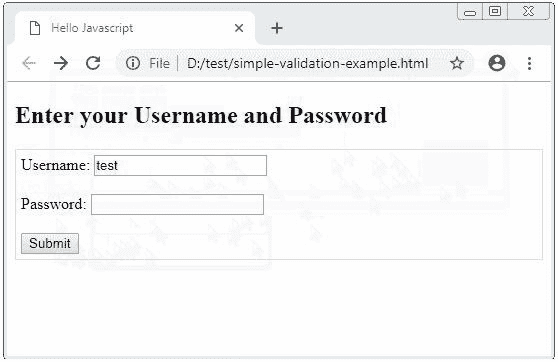 Hello Javascript
File D:/test/simple-validation-example.html
Enter your Username and Password
Username: test
Password:
Submit